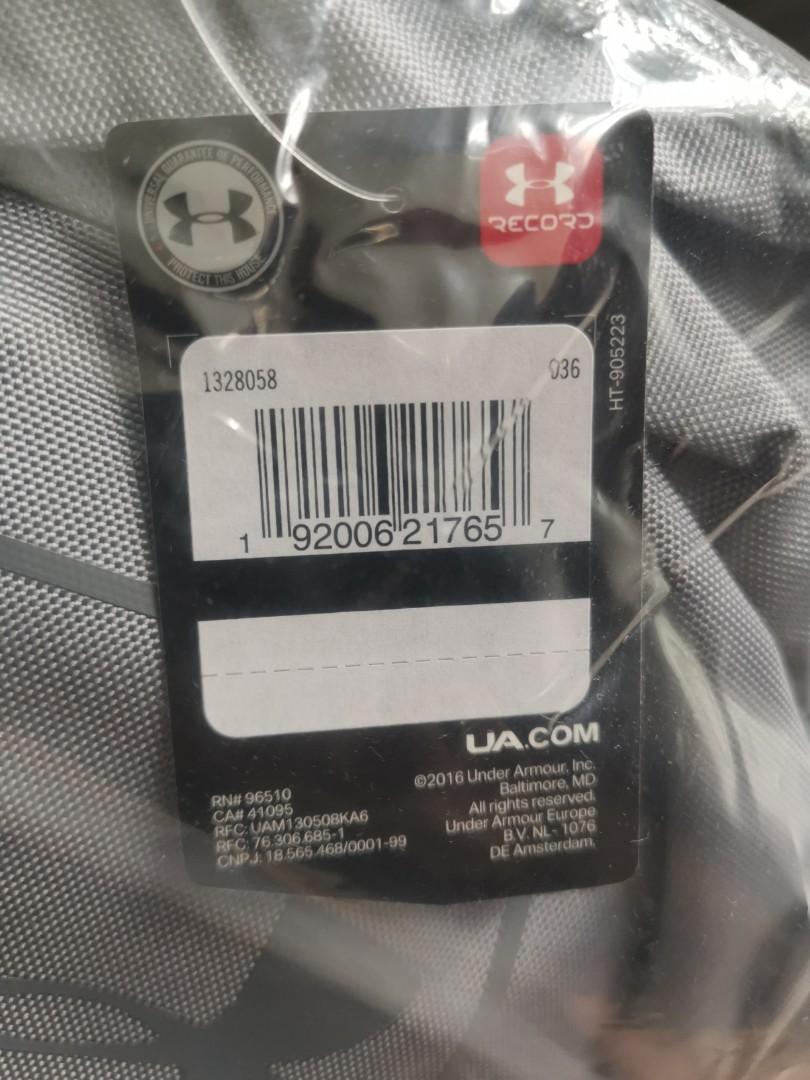 UNIVERSAL GUARANTEE OF PERFORMANCE
PROTECT THIS HOUSE
RECORD
HT-905223
1328058 036
1 92006 21765 7
UA.COM
©2016 Under Armour, Inc.
Baltimore, MD
All rights reserved.
Under Armour Europe
B.V. NL - 1076
DE Amsterdam.
RN# 96510
CA# 41095
RFC: UAM130508KA6
RFC: 76.306.685-1
CNPJ: 18.565.468/0001-99